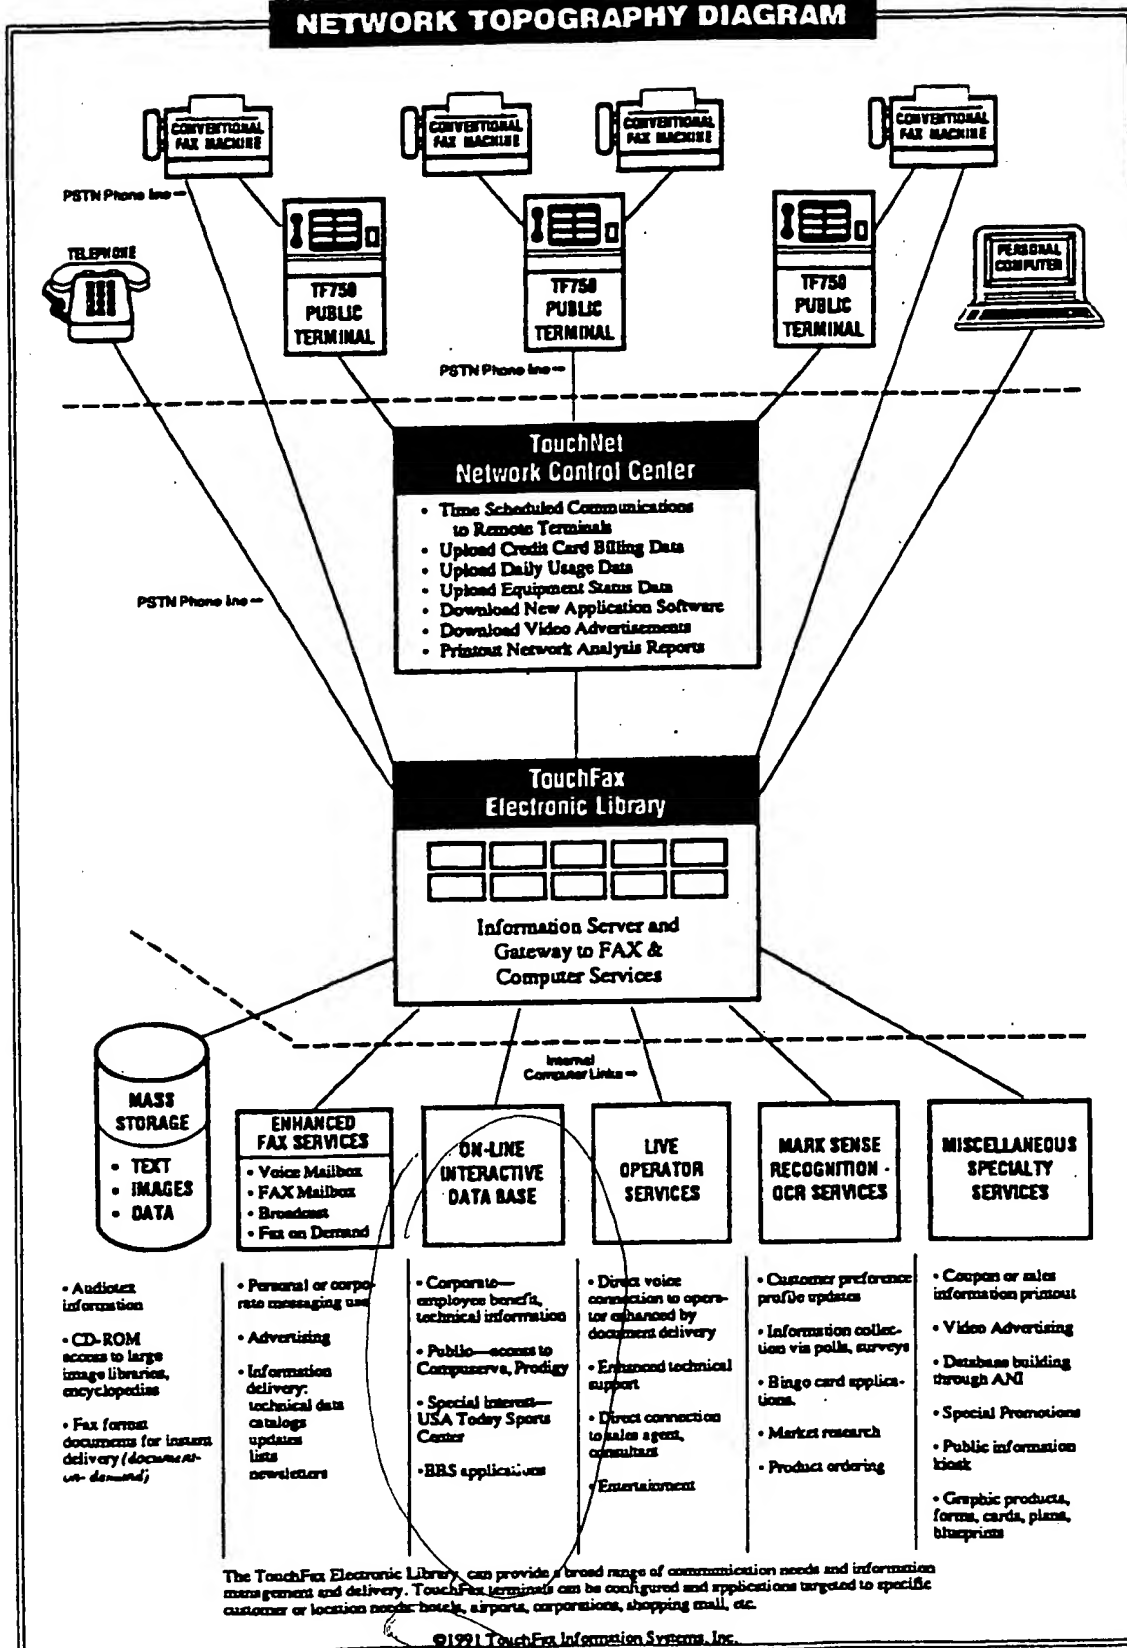 NETWORK TOPOGRAPHY DIAGRAM
CONVENTIONAL
FAX MACHINE
CONVENTIONAL
FAX MACHINE
CONVENTIONAL
FAX MACHINE
CONVENTIONAL
FAX MACHINE
PSTN Phone line
TELEPHONE
TF750
PUBLIC
TERMINAL
TF750
PUBLIC
TERMINAL
TF750
PUBLIC
TERMINAL
PERSONAL
COMPUTER
PSTN Phone line
TouchNet
Network Control Center
• Time Scheduled Communications
to Remote Terminals
• Upload Credit Card Billing Data
• Upload Daily Usage Data
• Upload Equipment Status Data
• Download New Application Software
• Download Video Advertisements
• Printout Network Analysis Reports
PSTN Phone line
TouchFax
Electronic Library
Information Server and
Gateway to FAX &
Computer Services
Internal
Computer Links
MASS
STORAGE
• TEXT
• IMAGES
• DATA
ENHANCED
FAX SERVICES
• Voice Mailbox
• FAX Mailbox
• Broadcast
• Fax on Demand
ON-LINE
INTERACTIVE
DATA BASE
LIVE
OPERATOR
SERVICES
MARK SENSE
RECOGNITION -
OCR SERVICES
MISCELLANEOUS
SPECIALTY
SERVICES
• Audiotex
information
• CD-ROM
access to large
image libraries,
encyclopedias
• Fax format
documents for instant
delivery (document-
on- demand)
• Personal or corpo-
rate messaging use
• Advertising
• Information
delivery:
technical data
catalogs
updates
lists
newsletters
• Corporate—
employee benefit,
technical information
• Public—access to
Compuserve, Prodigy
• Special Interest—
USA Today Sports
Center
• BBS applications
• Direct voice
connection to opera-
tor enhanced by
document delivery
• Enhanced technical
support
• Direct connection
to sales agent,
consultant
• Entertainment
• Customer preference
profile updates
• Information collec-
tion via polls, surveys
• Bingo card applica-
tions.
• Market research
• Product ordering
• Coupon or sales
information printout
• Video Advertising
• Database building
through ANI
• Special Promotions
• Public information
kiosk
• Graphic products,
forms, cards, plans,
blueprints
The TouchFax Electronic Library can provide a broad range of communication needs and information
management and delivery. TouchFax terminals can be configured and applications targeted to specific
customer or location needs: hotels, airports, corporations, shopping mall, etc.
©1991 TouchFax Information Systems, Inc.